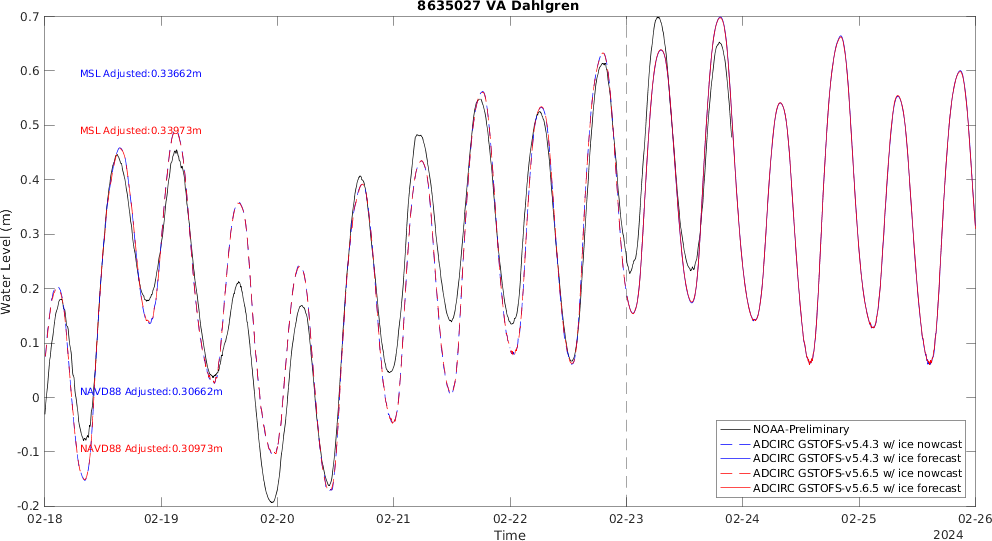 8635027 VA Dahlgren
Water Level (m)
0.7
0.6
0.5
0.4
0.3
0.2
0.1
0
-0.1
-0.2
MSL Adjusted:0.33662m
MSL Adjusted:0.33973m
NAVD88 Adjusted:0.30662m
NAVD88 Adjusted:0.30973m
NOAA-Preliminary
ADCIRC GSTOFS-v5.4.3 w/ ice nowcast
ADCIRC GSTOFS-v5.4.3 w/ ice forecast
ADCIRC GSTOFS-v5.6.5 w/ ice nowcast
ADCIRC GSTOFS-v5.6.5 w/ ice forecast
02-18 02-19 02-20 02-21 02-22 02-23 02-24 02-25 02-26
Time
2024